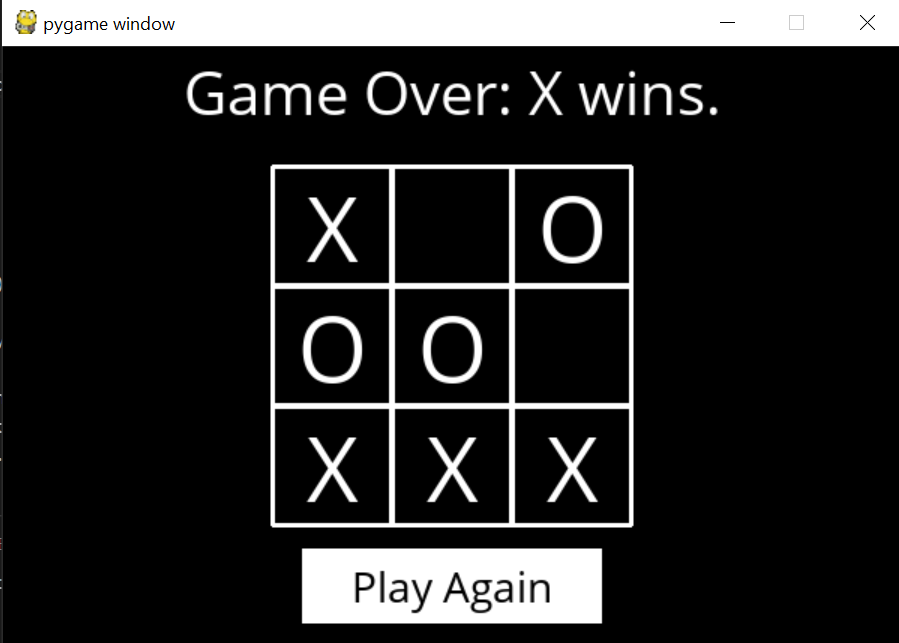 pygame window
Game Over: X wins.
X O
O O
X X X
Play Again